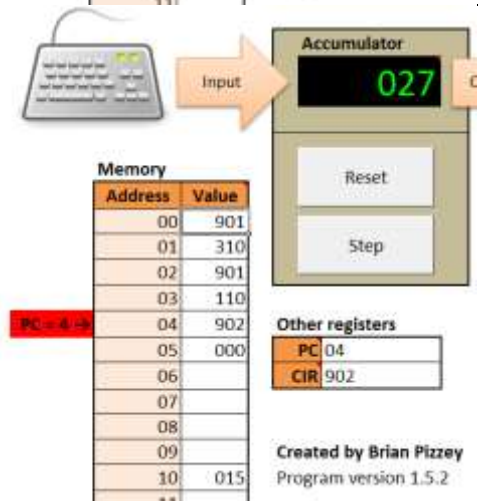 Accumulator
027
Input
Reset
Step
Memory
Address Value
00 901
01 310
02 901
03 110
PC = 4 → 04 902
05 000
06
07
08
09
10 015
Other registers
PC 04
CIR 902
Created by Brian Pizzey
Program version 1.5.2